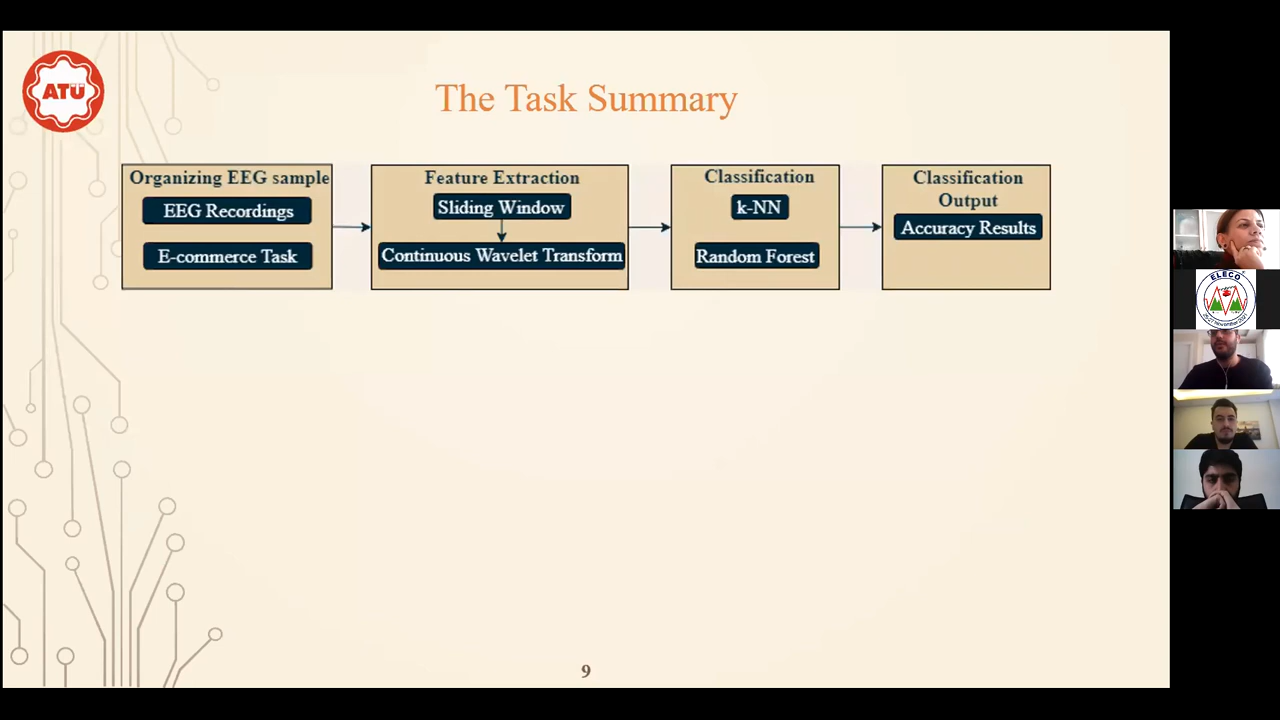 ATÜ
The Task Summary
Organizing EEG sample
EEG Recordings
E-commerce Task
Feature Extraction
Sliding Window
Continuous Wavelet Transform
Classification
k-NN
Random Forest
Classification
Output
Accuracy Results
9
ELECO